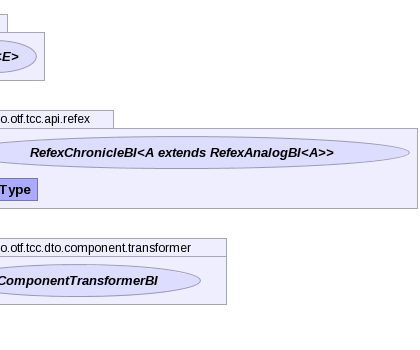 <E>
o.otf.tcc.api.refex
RefexChronicleBI<A extends RefexAnalogBI<A>>
Type
o.otf.tcc.dto.component.transformer
ComponentTransformerBI